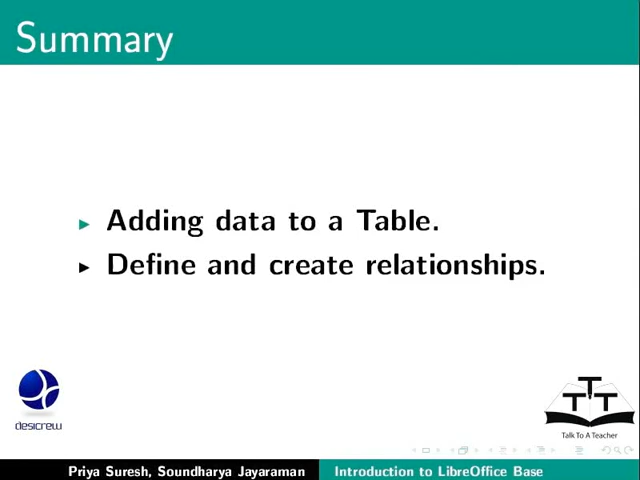 Summary
Adding data to a Table.
Define and create relationships.
desicrew
T T T
Talk To A Teacher
Priya Suresh, Soundharya Jayaraman Introduction to LibreOffice Base